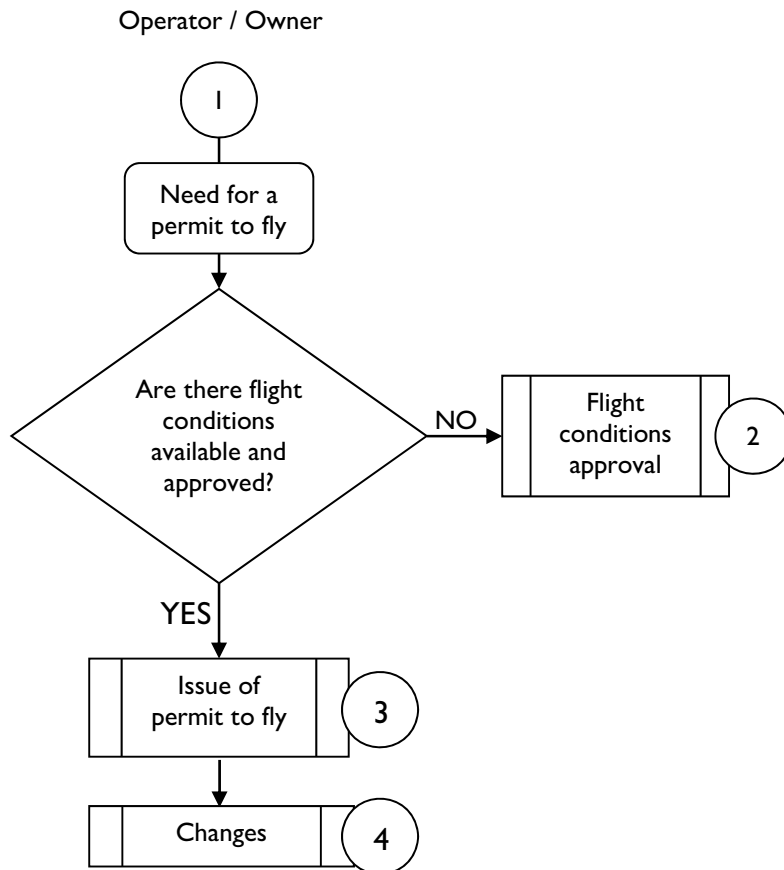 Operator / Owner
1
Need for a
permit to fly
Are there flight
conditions
available and
approved?
NO
Flight
conditions
approval
2
YES
Issue of
permit to fly
3
Changes
4